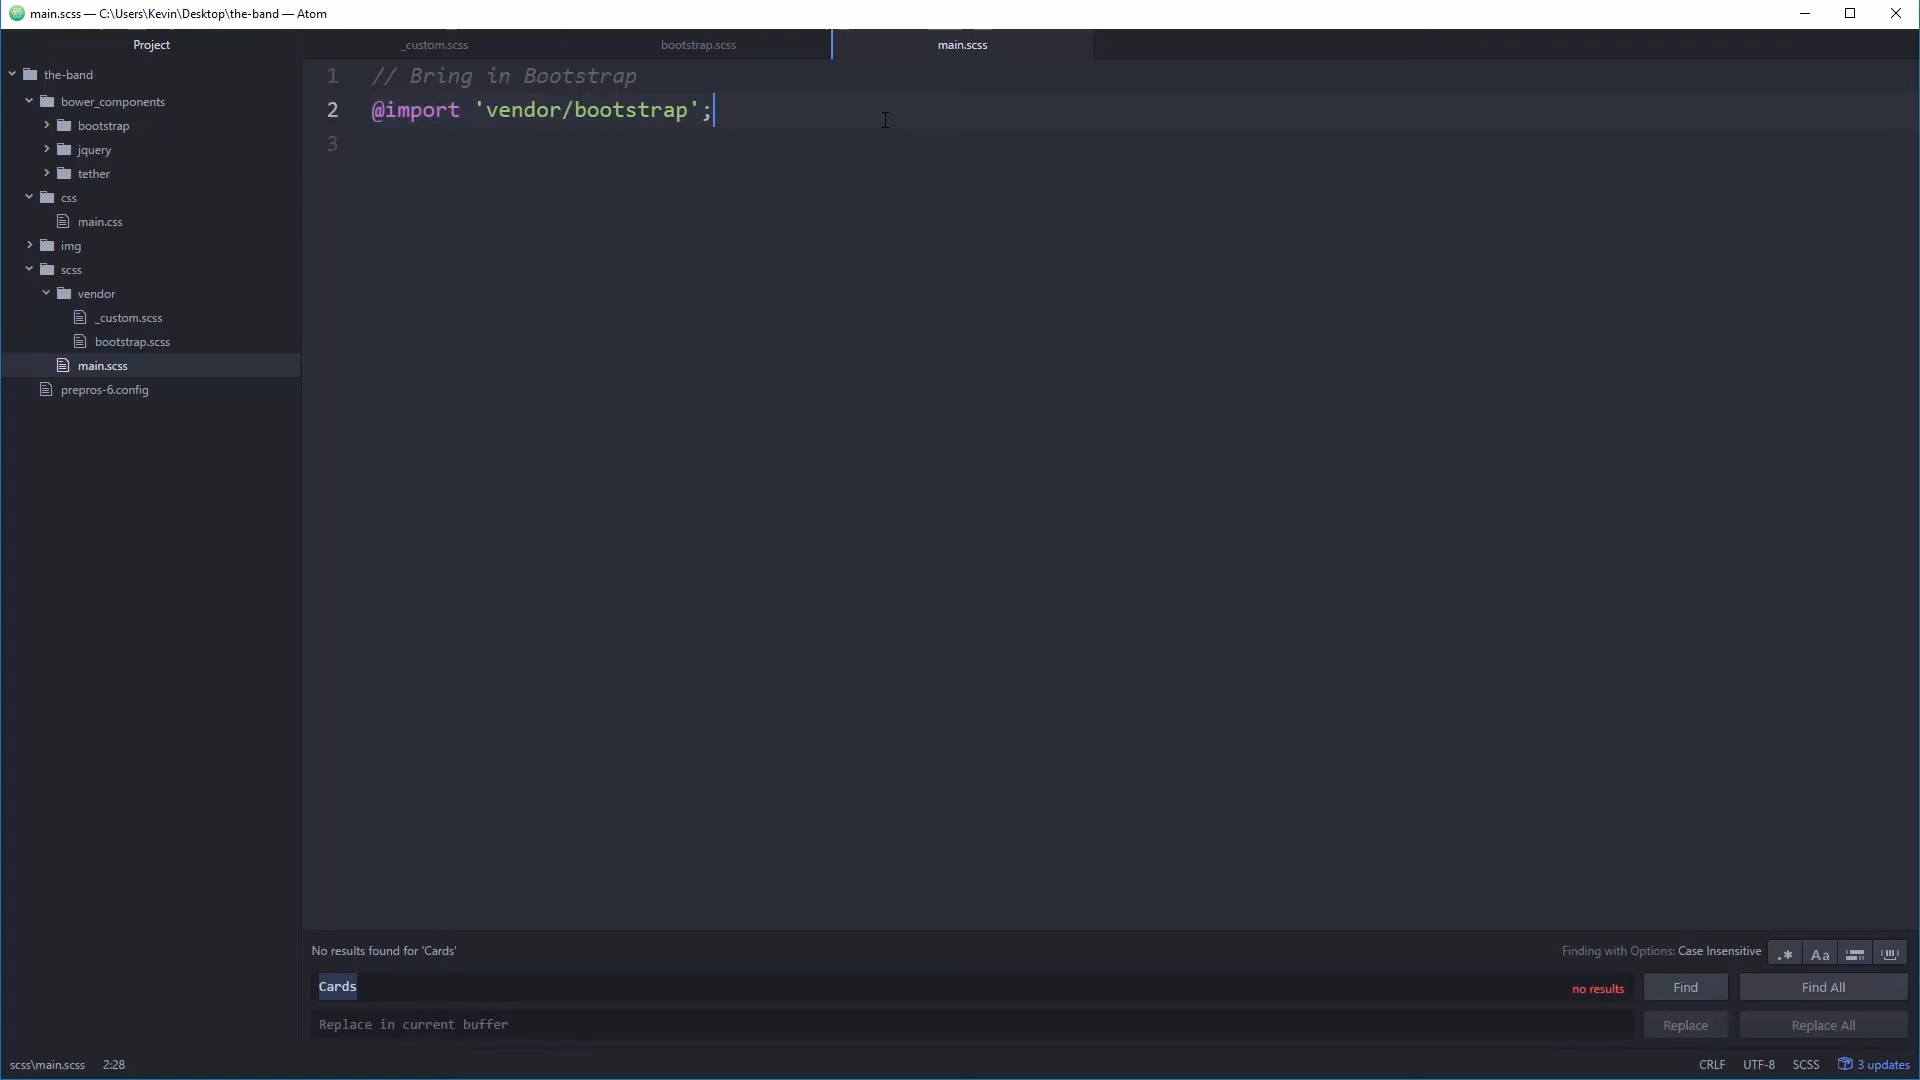 main.scss — C:\Users\Kevin\Desktop\the-band — Atom
Project
_custom.scss
bootstrap.scss
main.scss
the-band
bower_components
bootstrap
jquery
tether
css
main.css
img
scss
vendor
_custom.scss
bootstrap.scss
main.scss
prepros-6.config
1 // Bring in Bootstrap
2 @import 'vendor/bootstrap';
3
No results found for 'Cards'
Finding with Options: Case Insensitive
.* Aa
Cards
no results
Find
Find All
Replace in current buffer
Replace
Replace All
scss\main.scss 2:28
CRLF UTF-8 SCSS 3 updates